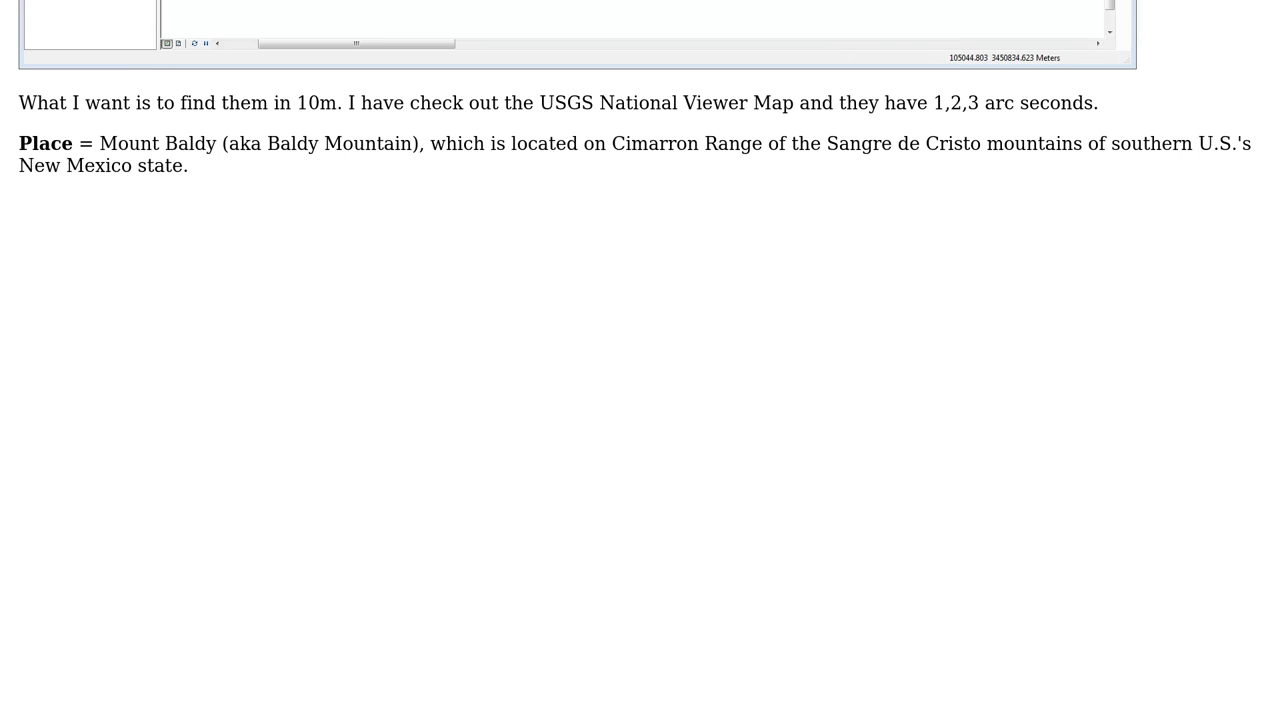 105044.803 3450834.623 Meters
What I want is to find them in 10m. I have check out the USGS National Viewer Map and they have 1,2,3 arc seconds.
Place = Mount Baldy (aka Baldy Mountain), which is located on Cimarron Range of the Sangre de Cristo mountains of southern U.S.'s
New Mexico state.